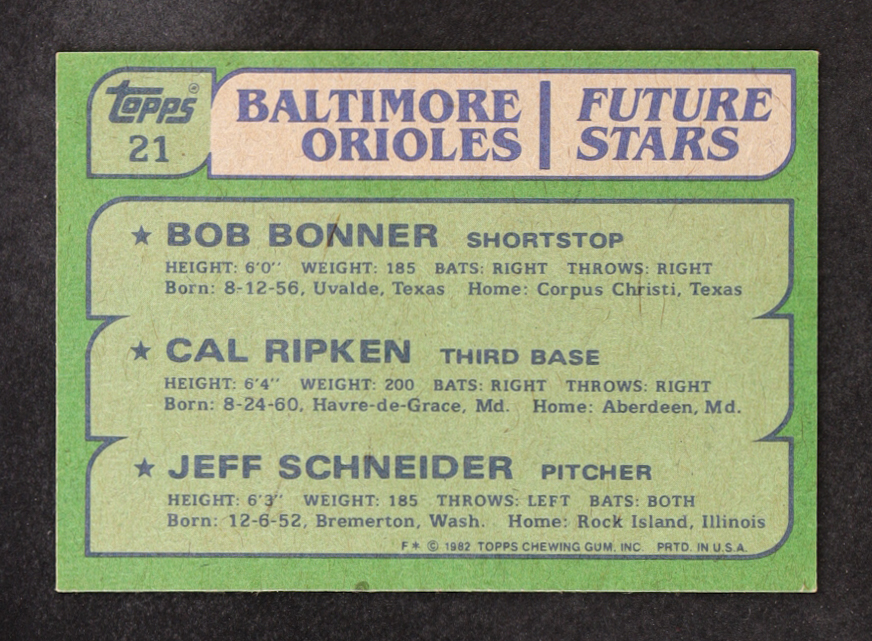 Topps®
21
BALTIMORE ORIOLES
FUTURE STARS
★ BOB BONNER SHORTSTOP
HEIGHT: 6'0" WEIGHT: 185 BATS: RIGHT THROWS: RIGHT
Born: 8-12-56, Uvalde, Texas Home: Corpus Christi, Texas
★ CAL RIPKEN THIRD BASE
HEIGHT: 6'4" WEIGHT: 200 BATS: RIGHT THROWS: RIGHT
Born: 8-24-60, Havre-de-Grace, Md. Home: Aberdeen, Md.
★ JEFF SCHNEIDER PITCHER
HEIGHT: 6'3" WEIGHT: 185 THROWS: LEFT BATS: BOTH
Born: 12-6-52, Bremerton, Wash. Home: Rock Island, Illinois
F* © 1982 TOPPS CHEWING GUM, INC. PRTD. IN U.S.A.